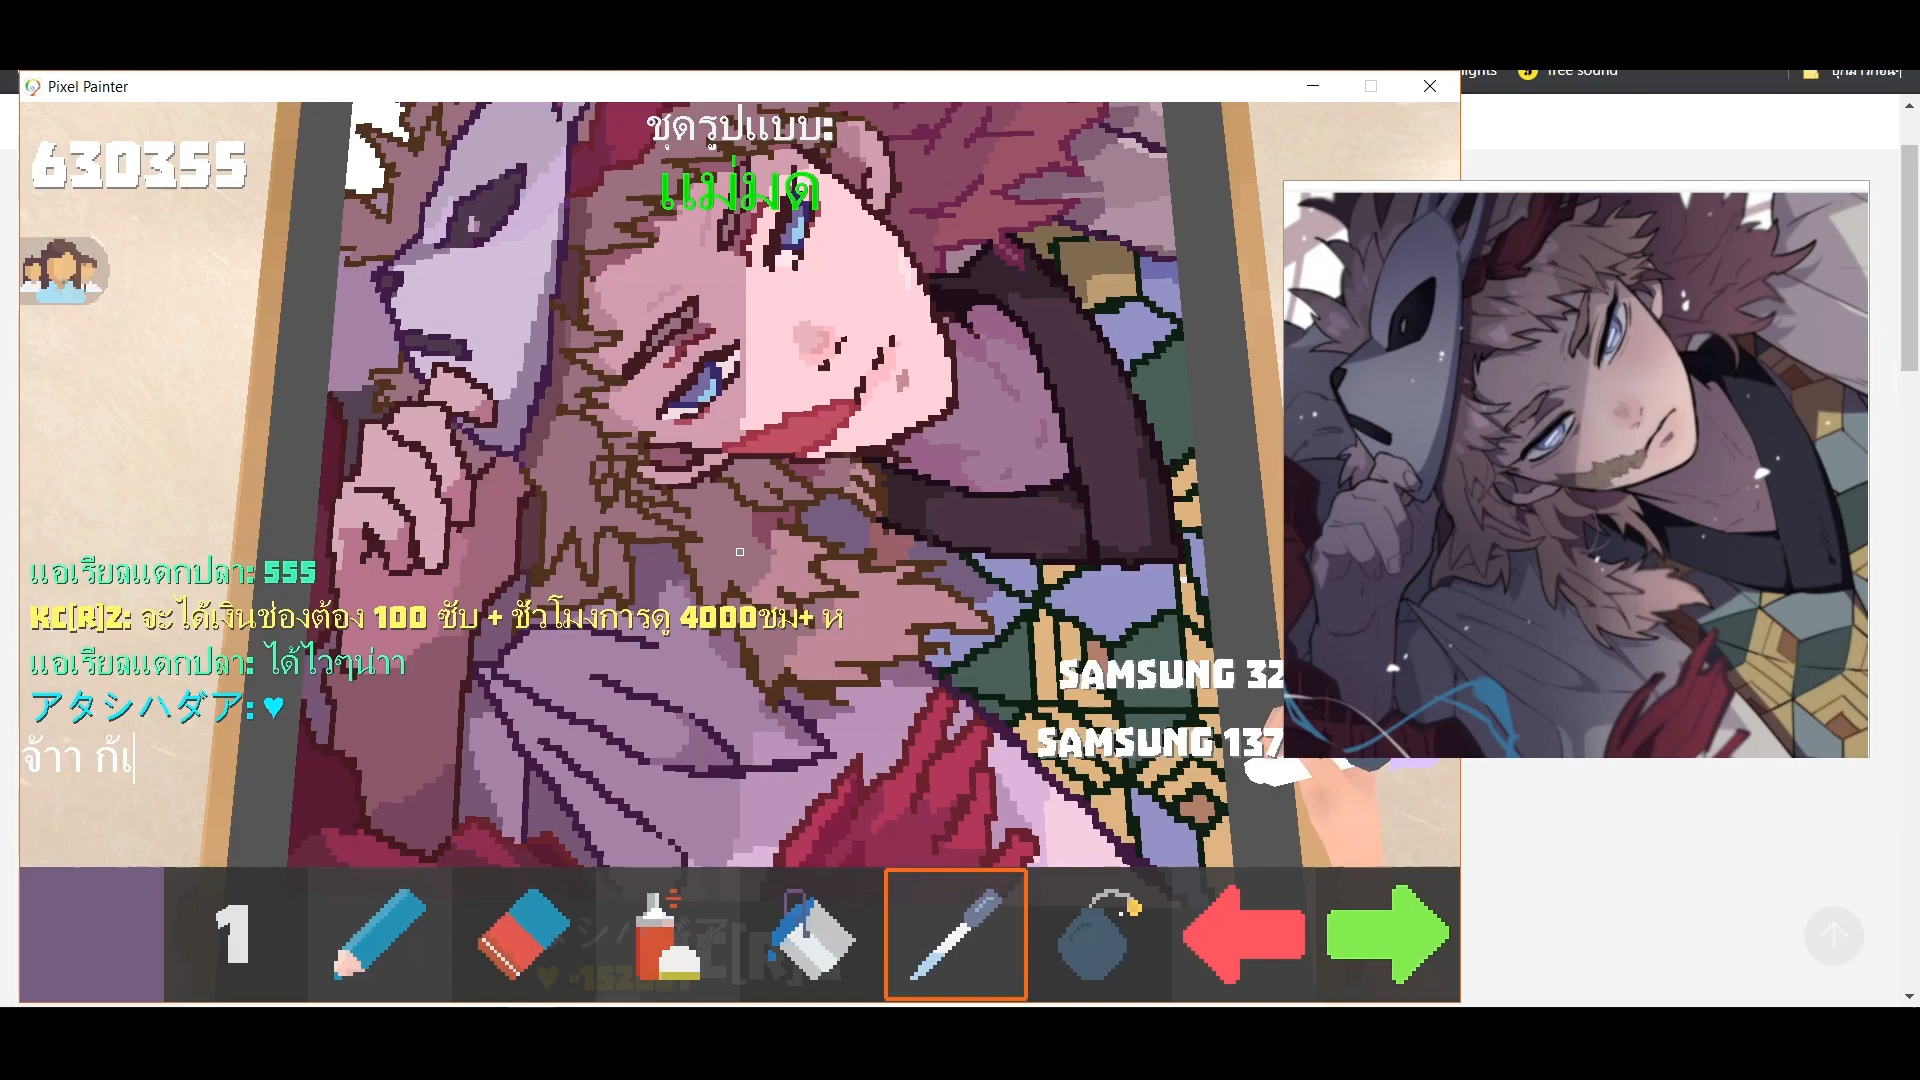 free sound
Pixel Painter
630355
ชุดรูปแบบ:
แม่มด
แอเรียลแดกปลา: 555
KC[R]Z: จะได้เงินช่องต้อง 100 ซับ + ชั่วโมงการดู 4000ชม+ ห
แอเรียลแดกปลา: ได้ไวๆน่าา
アタシハダア: ♥
จ้าา ก้เ
SAMSUNG 32
SAMSUNG 137
1